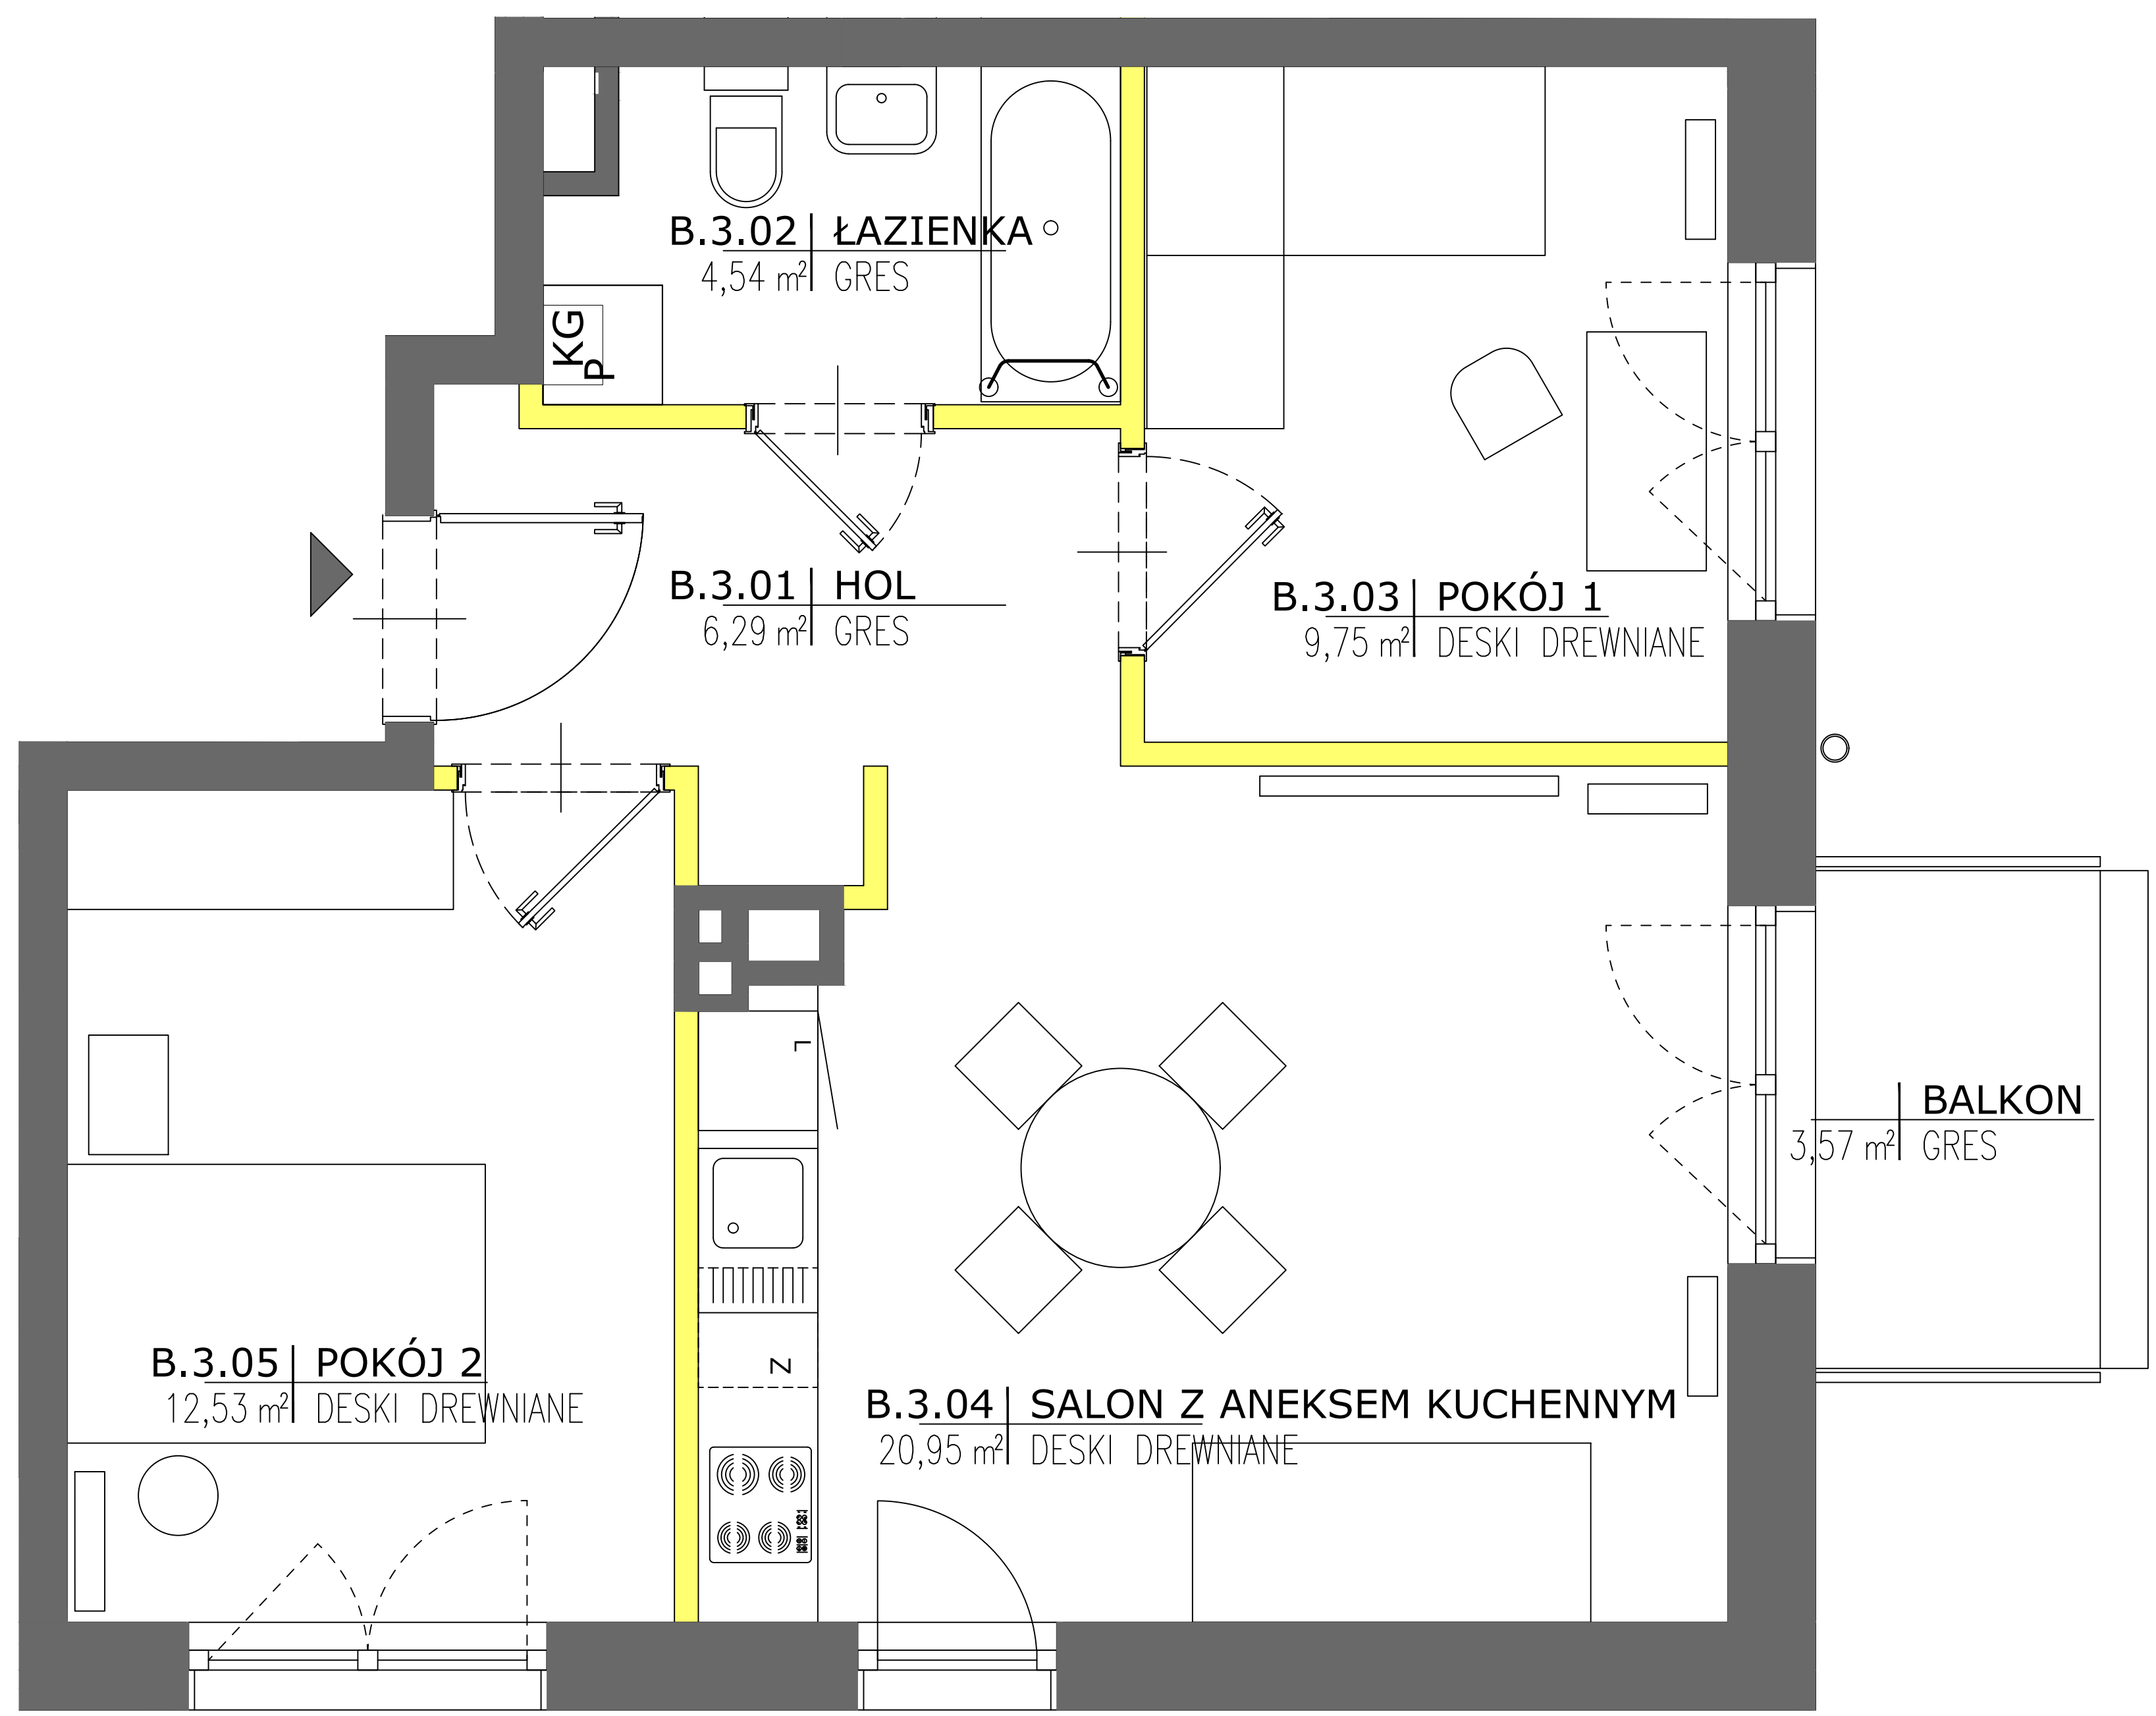 B.3.02 ŁAZIENKA
4,54 m² GRES
KG
P
B.3.01 HOL
6,29 m² GRES
B.3.03 POKÓJ 1
9,75 m² DESKI DREWNIANE
L
BALKON
3,57 m² GRES
Z
B.3.05 POKÓJ 2
12,53 m² DESKI DREWNIANE
B.3.04 SALON Z ANEKSEM KUCHENNYM
20,95 m² DESKI DREWNIANE